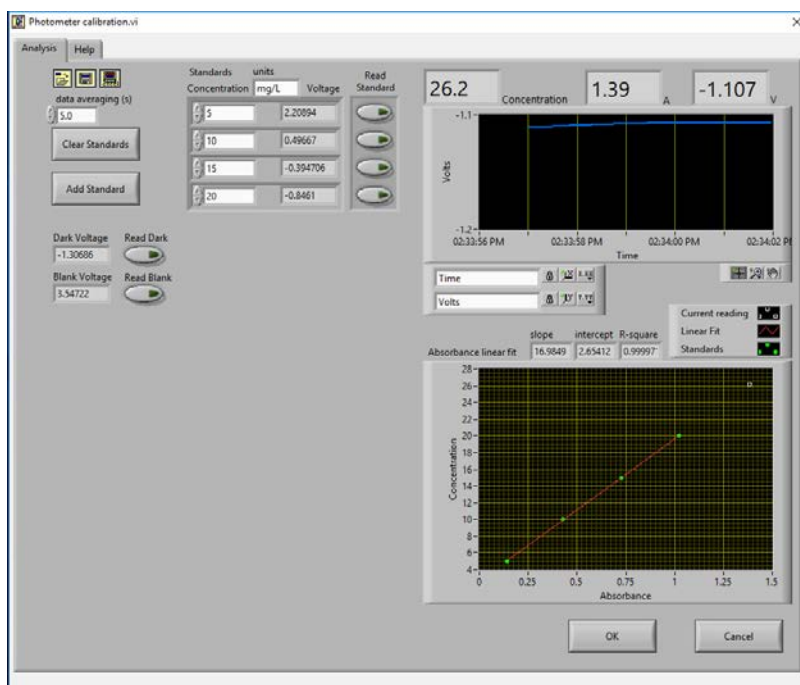 Photometer calibration.vi
Analysis
Help
data averaging (s)
5.0
Clear Standards
Add Standard
Dark Voltage
Read Dark
-1.30686
Blank Voltage
Read Blank
3.54722
Standards
units
Concentration
mg/L
Voltage
Read
Standard
5
2.20894
10
0.49667
15
-0.394706
20
-0.8461
26.2
Concentration
1.39
A
-1.107
V
-1.1
Volts
-1.2
02:33:56 PM
02:33:58 PM
02:34:00 PM
02:34:02 PM
Time
Time
Volts
Current reading
Linear Fit
Standards
slope
intercept
R-square
Absorbance linear fit
16.9849
2.65412
0.99997
28
26
24
22
20
18
16
14
12
10
8
6
4
Concentration
0
0.25
0.5
0.75
1
1.25
1.5
Absorbance
OK
Cancel